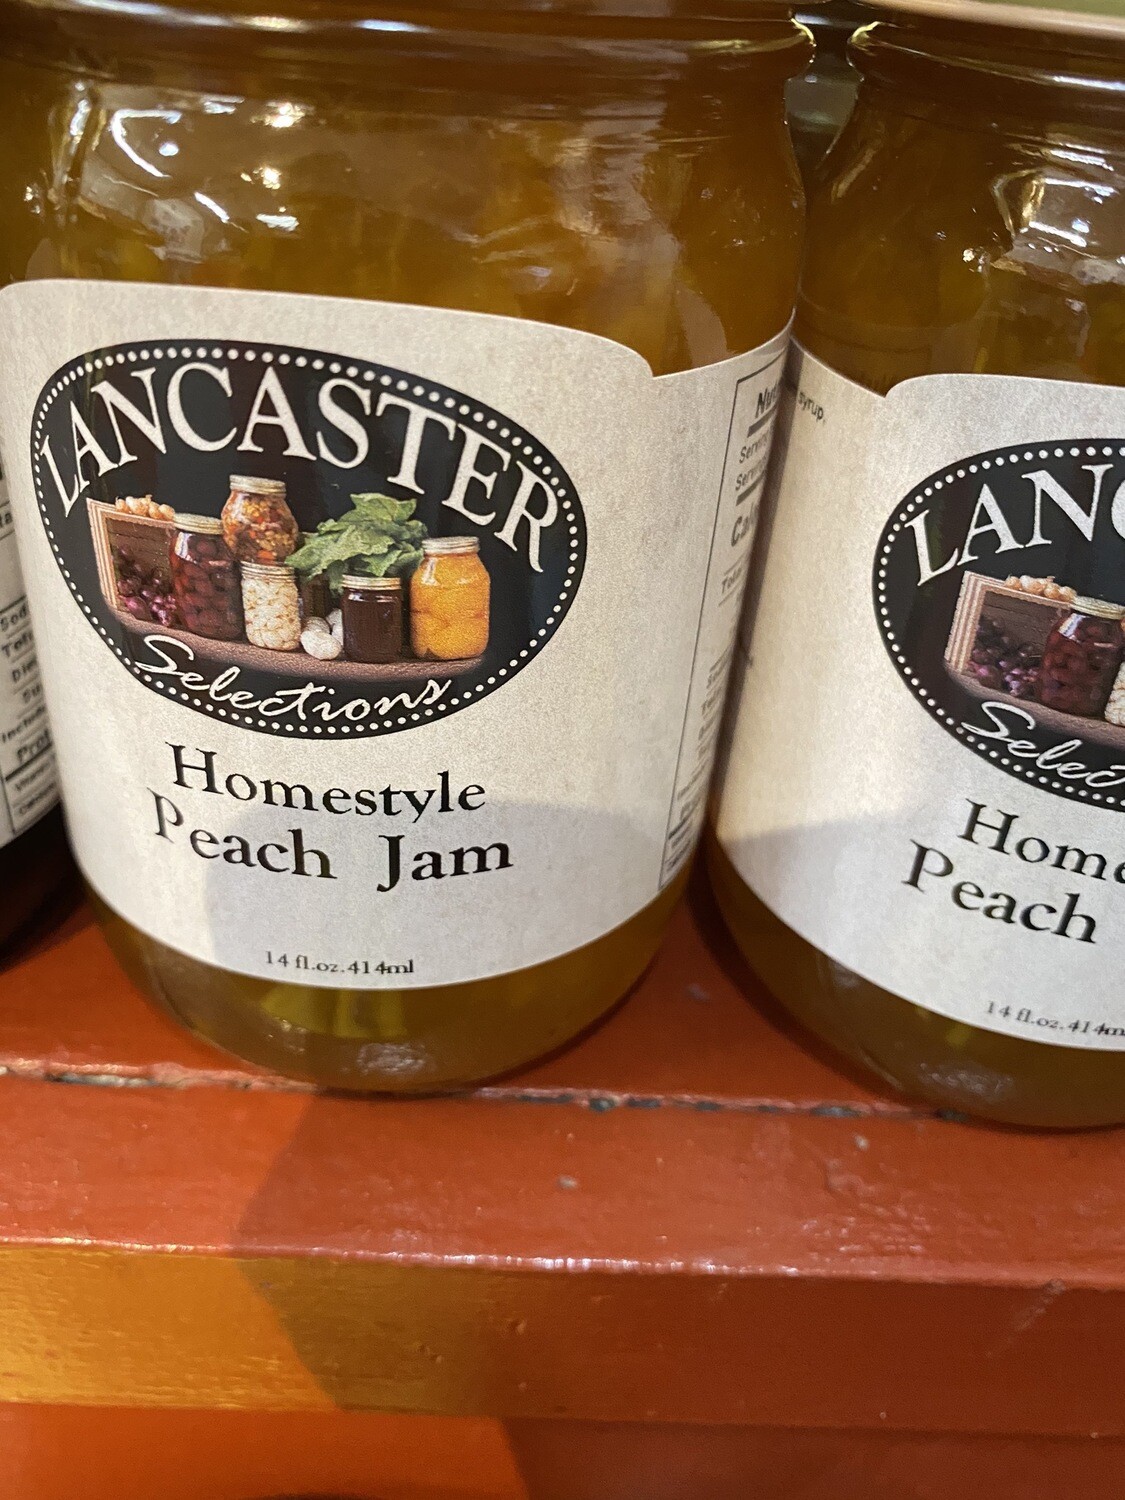 LANCASTER
Selections
Homestyle
Peach Jam
14 fl.oz. 414ml
syrup,
LANC
Selec
Home
Peach
14 fl.oz. 414m